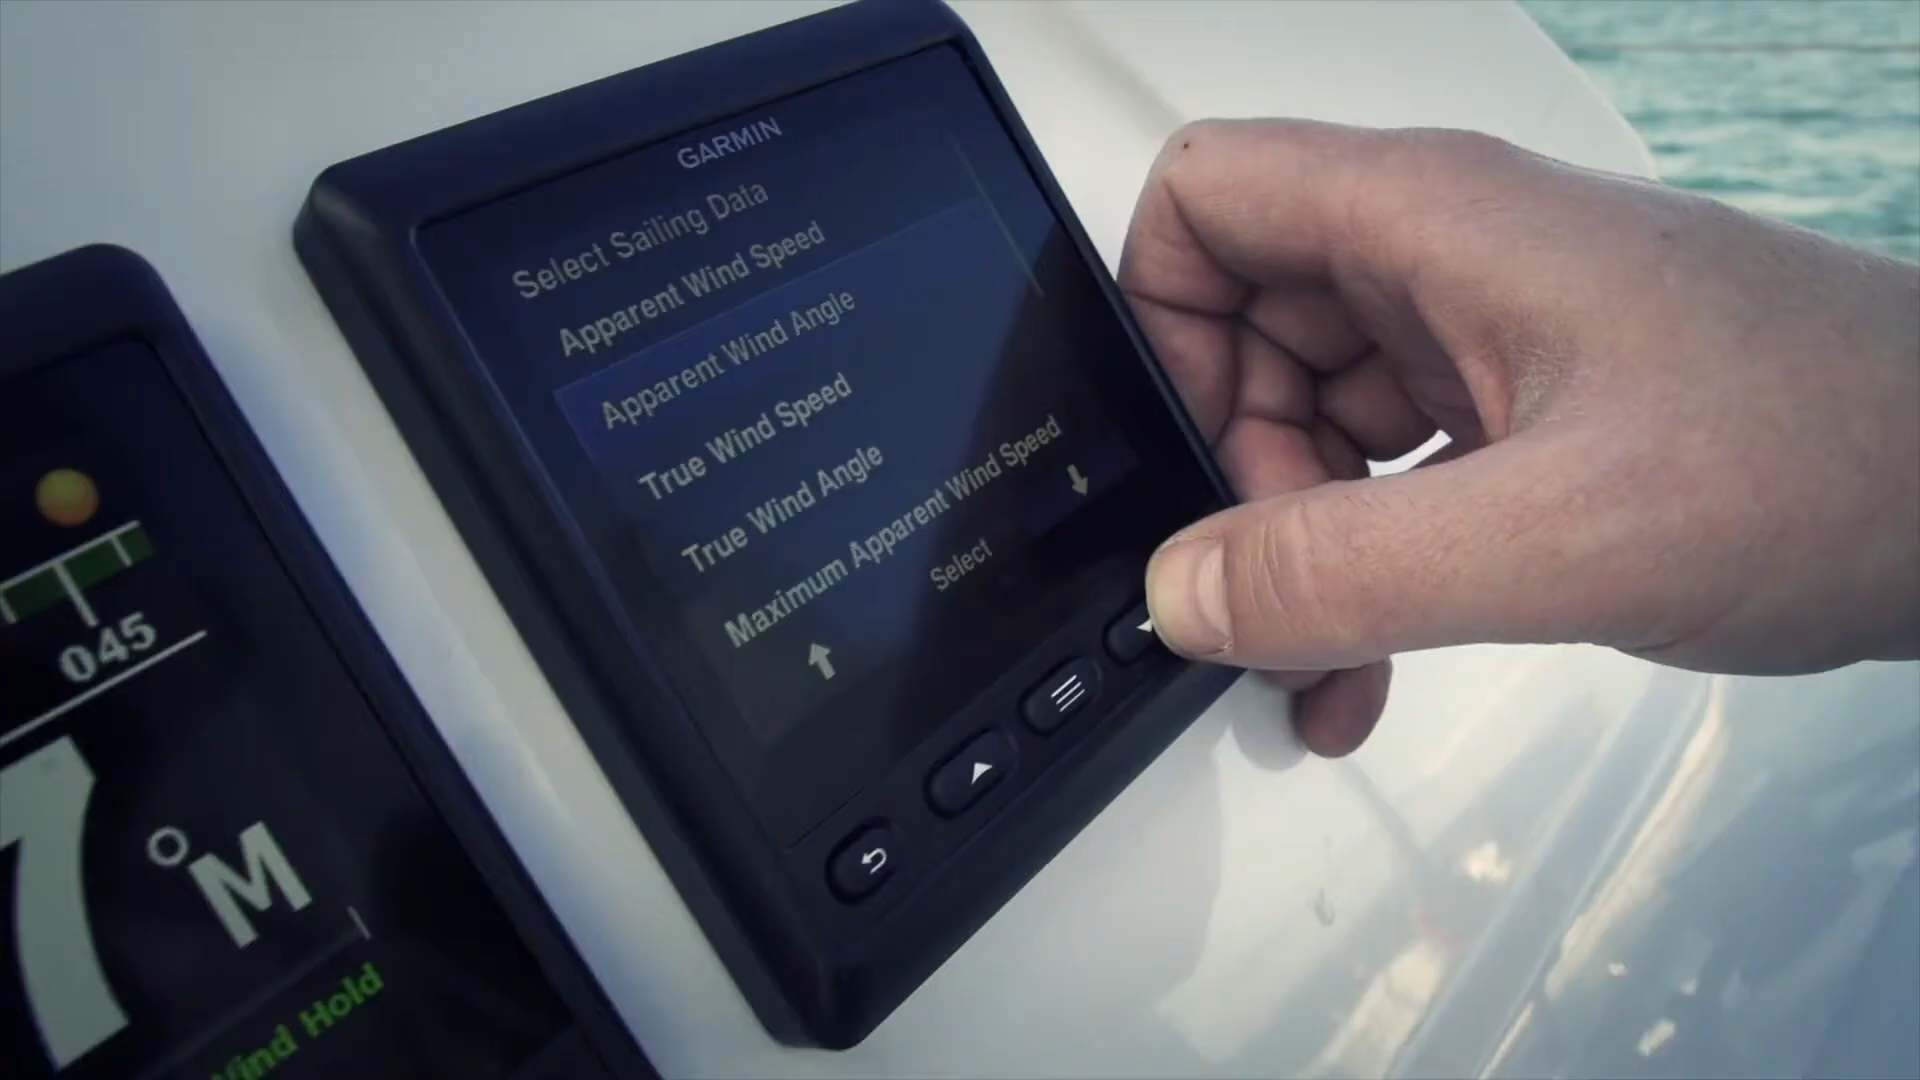 GARMIN
Select Sailing Data
Apparent Wind Speed
Apparent Wind Angle
True Wind Speed
True Wind Angle
Maximum Apparent Wind Speed
Select
045
7
°M
Wind Hold